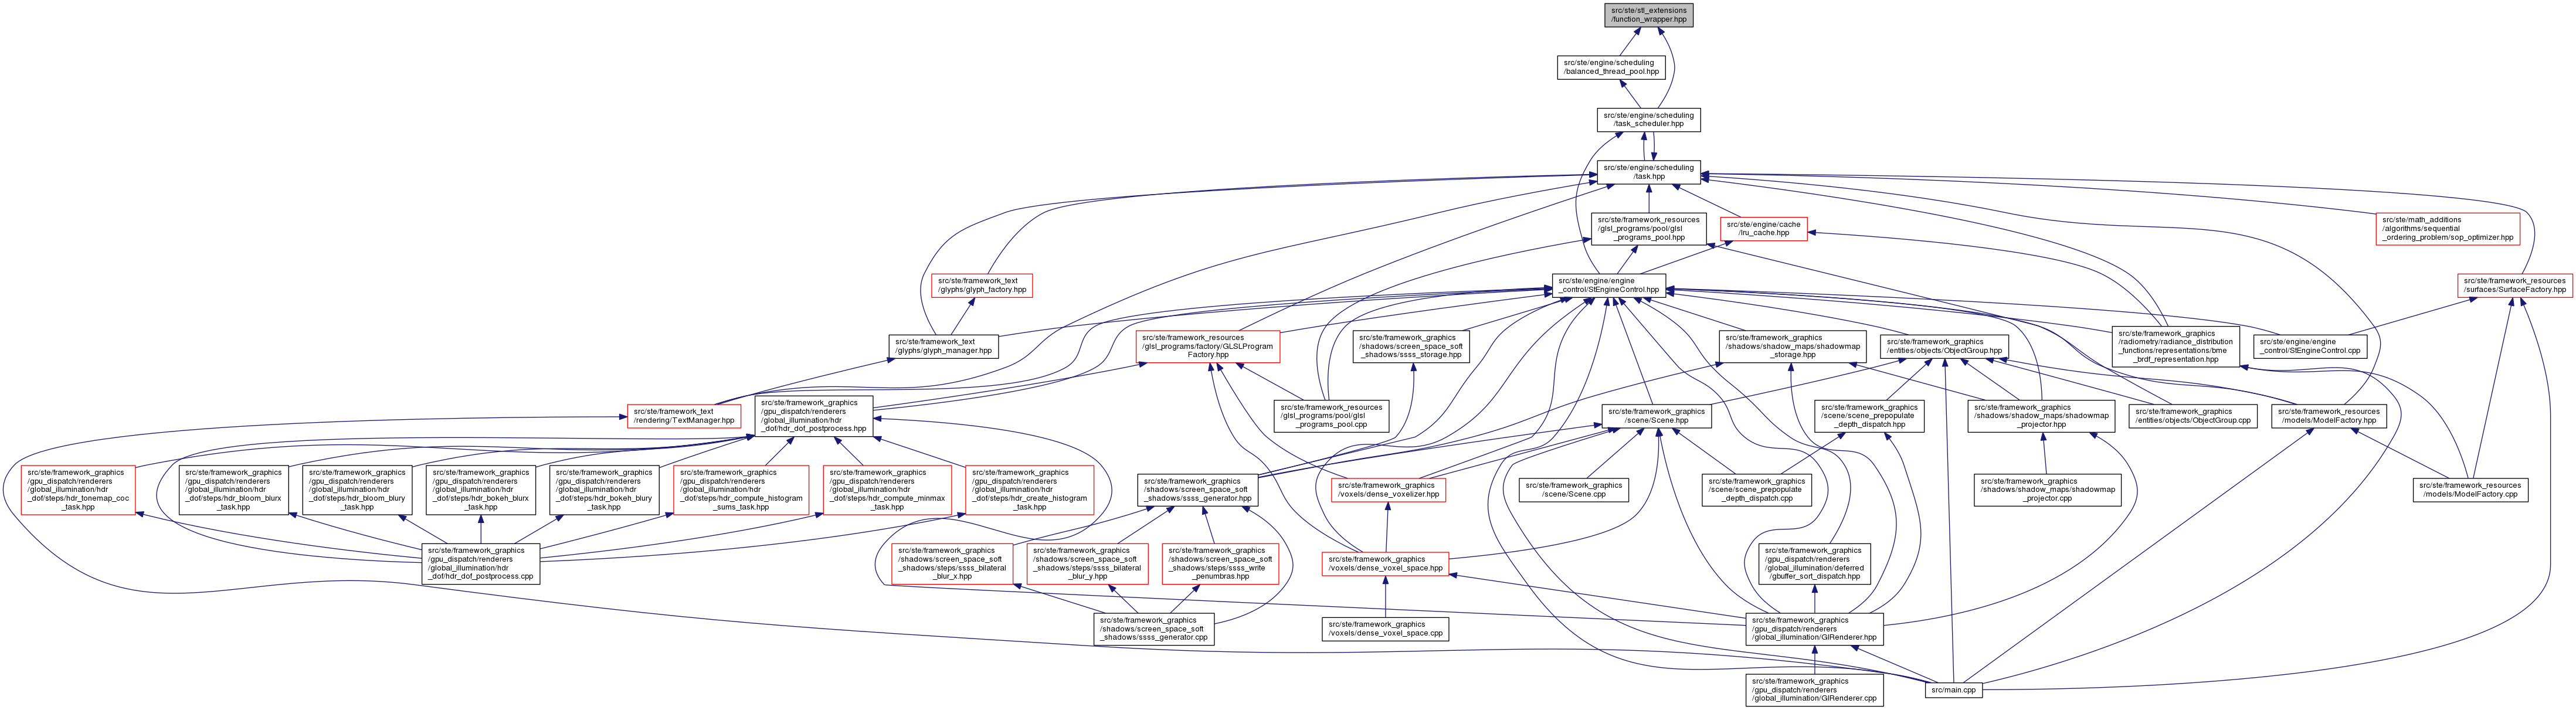 src/ste/stl_extensions
/function_wrapper.hpp
src/ste/engine/scheduling
/balanced_thread_pool.hpp
src/ste/engine/scheduling
/task_scheduler.hpp
src/ste/engine/scheduling
/task.hpp
src/ste/framework_resources
/glsl_programs/pool/glsl
_programs_pool.hpp
src/ste/engine/cache
/lru_cache.hpp
src/ste/math_additions
/algorithms/sequential
_ordering_problem/sop_optimizer.hpp
src/ste/framework_text
/glyphs/glyph_factory.hpp
src/ste/engine/engine
_control/StEngineControl.hpp
src/ste/framework_resources
/surfaces/SurfaceFactory.hpp
src/ste/framework_text
/glyphs/glyph_manager.hpp
src/ste/framework_resources
/glsl_programs/factory/GLSLProgram
Factory.hpp
src/ste/framework_graphics
/shadows/screen_space_soft
_shadows/ssss_storage.hpp
src/ste/framework_graphics
/shadows/shadow_maps/shadowmap
_storage.hpp
src/ste/framework_graphics
/entities/objects/ObjectGroup.hpp
src/ste/framework_graphics
/radiometry/radiance_distribution
_functions/representations/brne
_brdf_representation.hpp
src/ste/engine/engine
_control/StEngineControl.cpp
src/ste/framework_text
/rendering/TextManager.hpp
src/ste/framework_graphics
/gpu_dispatch/renderers
/global_illumination/hdr
_dof/hdr_dof_postprocess.hpp
src/ste/framework_resources
/glsl_programs/pool/glsl
_programs_pool.cpp
src/ste/framework_graphics
/scene/Scene.hpp
src/ste/framework_graphics
/scene/scene_prepopulate
_depth_dispatch.hpp
src/ste/framework_graphics
/shadows/shadow_maps/shadowmap
_projector.hpp
src/ste/framework_graphics
/entities/objects/ObjectGroup.cpp
src/ste/framework_resources
/models/ModelFactory.hpp
src/ste/framework_graphics
/gpu_dispatch/renderers
/global_illumination/hdr
_dof/steps/hdr_tonemap_coc
_task.hpp
src/ste/framework_graphics
/gpu_dispatch/renderers
/global_illumination/hdr
_dof/steps/hdr_bloom_blurx
_task.hpp
src/ste/framework_graphics
/gpu_dispatch/renderers
/global_illumination/hdr
_dof/steps/hdr_bloom_blury
_task.hpp
src/ste/framework_graphics
/gpu_dispatch/renderers
/global_illumination/hdr
_dof/steps/hdr_bokeh_blurx
_task.hpp
src/ste/framework_graphics
/gpu_dispatch/renderers
/global_illumination/hdr
_dof/steps/hdr_bokeh_blury
_task.hpp
src/ste/framework_graphics
/gpu_dispatch/renderers
/global_illumination/hdr
_dof/steps/hdr_compute_histogram
_sums_task.hpp
src/ste/framework_graphics
/gpu_dispatch/renderers
/global_illumination/hdr
_dof/steps/hdr_compute_minmax
_task.hpp
src/ste/framework_graphics
/gpu_dispatch/renderers
/global_illumination/hdr
_dof/steps/hdr_create_histogram
_task.hpp
src/ste/framework_graphics
/shadows/screen_space_soft
_shadows/ssss_generator.hpp
src/ste/framework_graphics
/voxels/dense_voxelizer.hpp
src/ste/framework_graphics
/scene/Scene.cpp
src/ste/framework_graphics
/scene/scene_prepopulate
_depth_dispatch.cpp
src/ste/framework_graphics
/shadows/shadow_maps/shadowmap
_projector.cpp
src/ste/framework_resources
/models/ModelFactory.cpp
src/ste/framework_graphics
/gpu_dispatch/renderers
/global_illumination/hdr
_dof/hdr_dof_postprocess.cpp
src/ste/framework_graphics
/shadows/screen_space_soft
_shadows/steps/ssss_bilateral
_blur_x.hpp
src/ste/framework_graphics
/shadows/screen_space_soft
_shadows/steps/ssss_bilateral
_blur_y.hpp
src/ste/framework_graphics
/shadows/screen_space_soft
_shadows/steps/ssss_write
_penumbras.hpp
src/ste/framework_graphics
/voxels/dense_voxel_space.hpp
src/ste/framework_graphics
/gpu_dispatch/renderers
/global_illumination/deferred
/gbuffer_sort_dispatch.hpp
src/ste/framework_graphics
/shadows/screen_space_soft
_shadows/ssss_generator.cpp
src/ste/framework_graphics
/voxels/dense_voxel_space.cpp
src/ste/framework_graphics
/gpu_dispatch/renderers
/global_illumination/GIRenderer.hpp
src/ste/framework_graphics
/gpu_dispatch/renderers
/global_illumination/GIRenderer.cpp
src/main.cpp